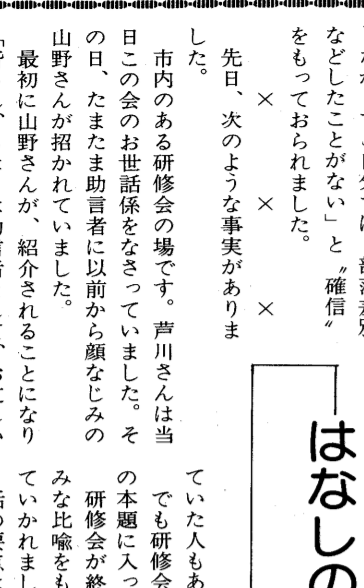 などしたことがない」と〝確信〟
をもっておられました。
× × ×
先日、次のような事実がありま
した。
市内のある研修会の場です。芦川さんは当
日この会のお世話係をなさっていました。そ
の日、たまたま助言者に以前から顔なじみの
山野さんが招かれていました。
最初に山野さんが、紹介されることになり
はなしの
ていた人もあ
でも研修会
の本題に入っ
研修会が終
みな比喩をも
ていかれまし